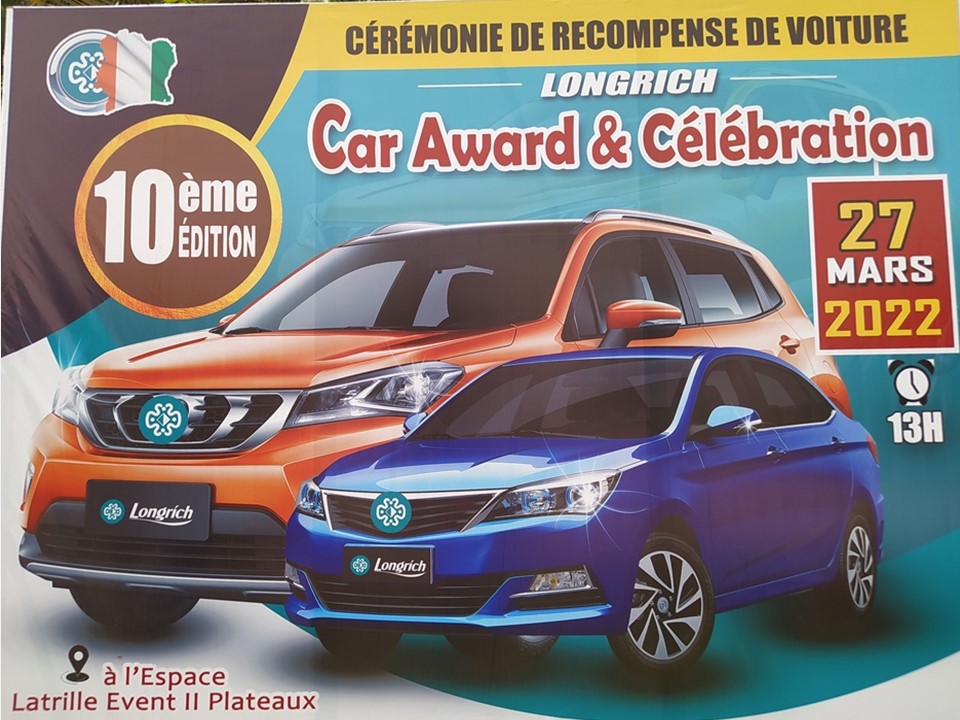 CÉRÉMONIE DE RECOMPENSE DE VOITURE
LONGRICH
Car Award & Célébration
10ème
ÉDITION
27
MARS
2022
13H
Longrich
Longrich
à l'Espace
Latrille Event II Plateaux